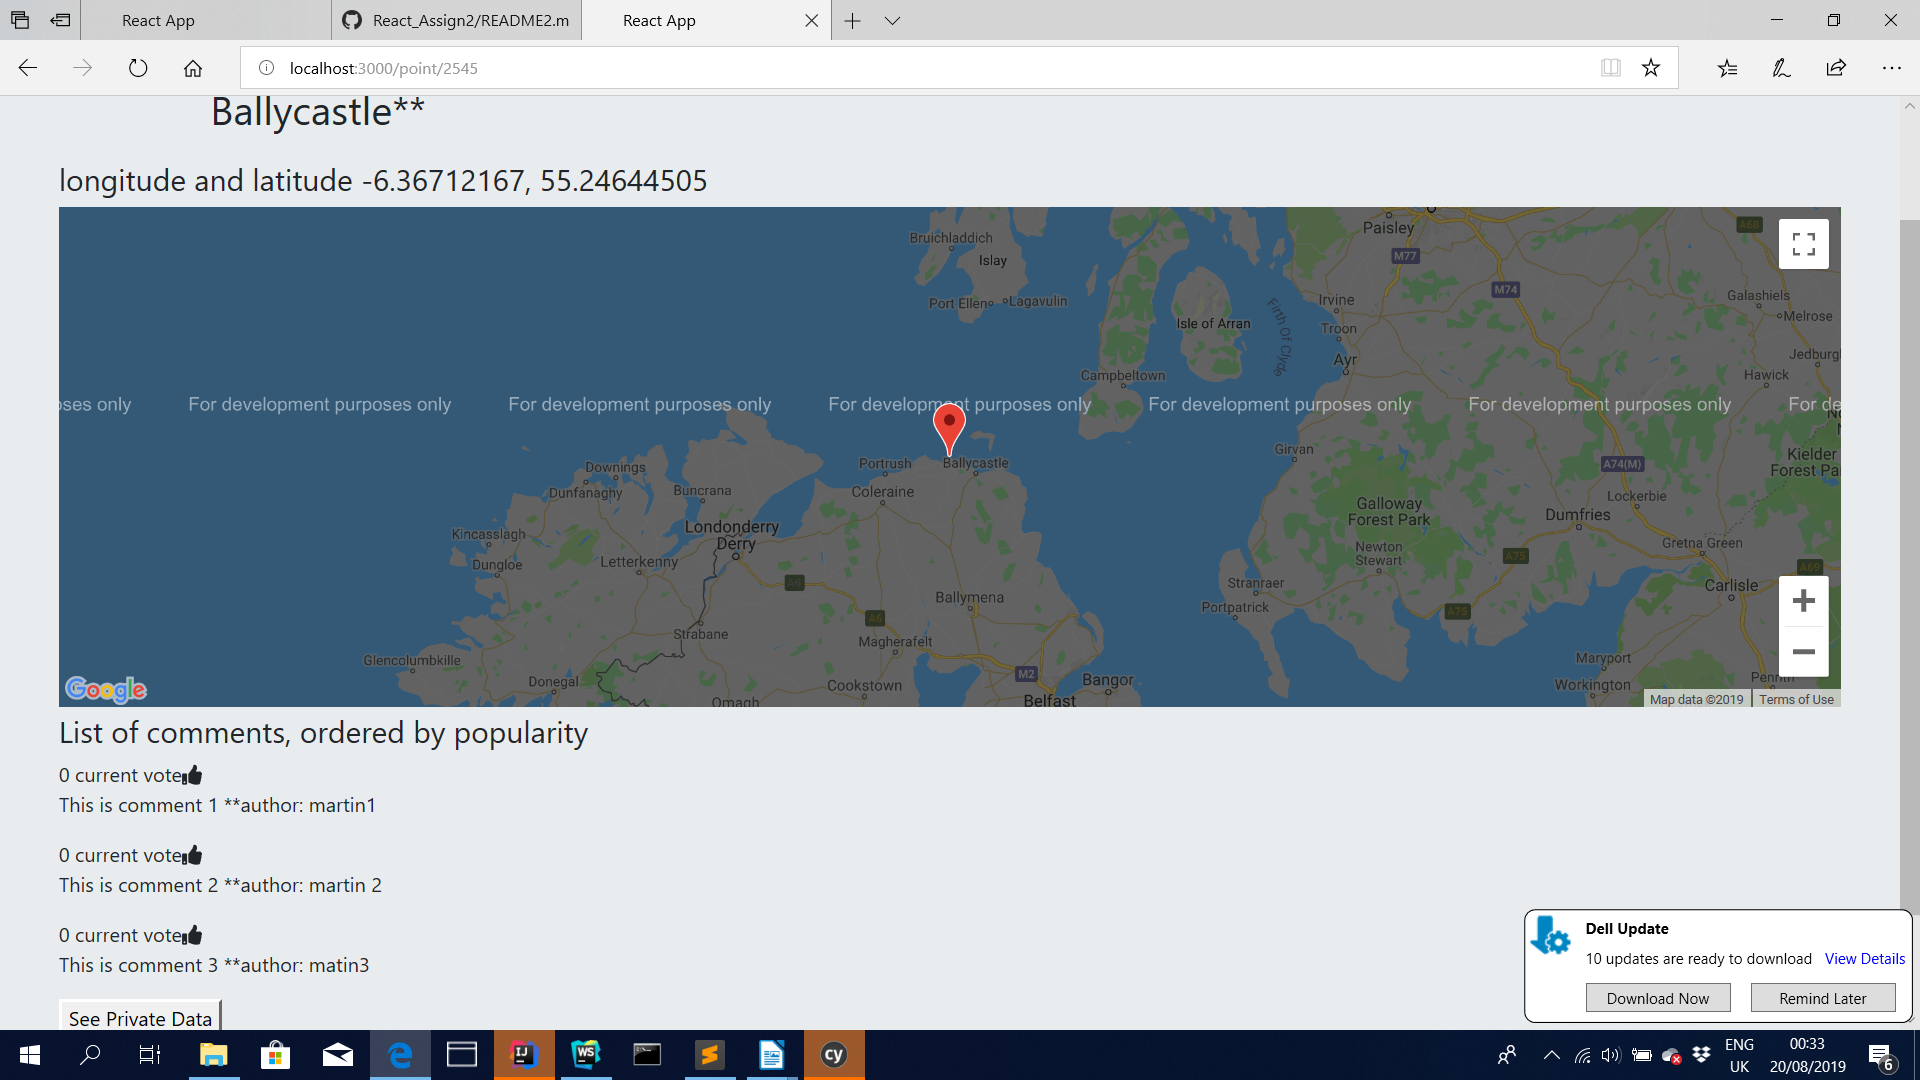 React App
React_Assign2/README2.m
React App
localhost:3000/point/2545
Ballycastle**
longitude and latitude -6.36712167, 55.24644505
Bruichladdich
Islay
Port Ellen
Lagavulin
Paisley
M77
A68
M74
Irvine
Galashiels
Melrose
Isle of Arran
Firth Of Clyde
Troon
Ayr
Jedburgl
Hawick
Campbeltown
oses only
For development purposes only
For development purposes only
For development purposes only
For development purposes only
For development purposes only
For de
Girvan
Kielder
Forest Pa
A74(M)
Portrush
Ballycastle
Downings
Dunfanaghy
Buncrana
Coleraine
Lockerbie
Galloway
Forest Park
Dumfries
Londonderry
Derry
Kincasslagh
Dungloe
Letterkenny
Gretna Green
Newton
Stewart
A75
A69
A6
Stranraer
Carlisle
Ballymena
Portpatrick
A75
A6
Strabane
Magherafelt
Glencolumbkille
Maryport
M2
Donegal
Cookstown
Bangor
Workington
Penrith
Omagh
Belfast
Google
Map data ©2019
Terms of Use
List of comments, ordered by popularity
0 current vote
This is comment 1 **author: martin1
0 current vote
This is comment 2 **author: martin 2
0 current vote
This is comment 3 **author: matin3
See Private Data
Dell Update
10 updates are ready to download View Details
Download Now
Remind Later
IJ
WS
cy
ENG
UK
00:33
20/08/2019
6